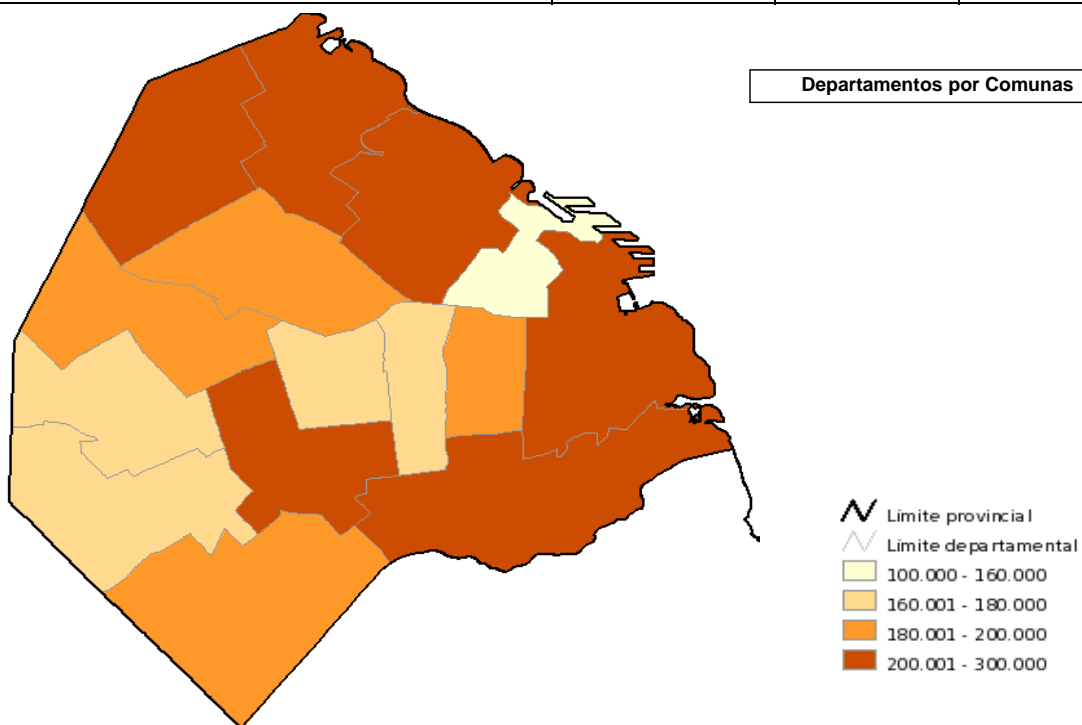 Departamentos por Comunas
Límite provincial
Límite departamental
100.000 - 160.000
160.001 - 180.000
180.001 - 200.000
200.001 - 300.000